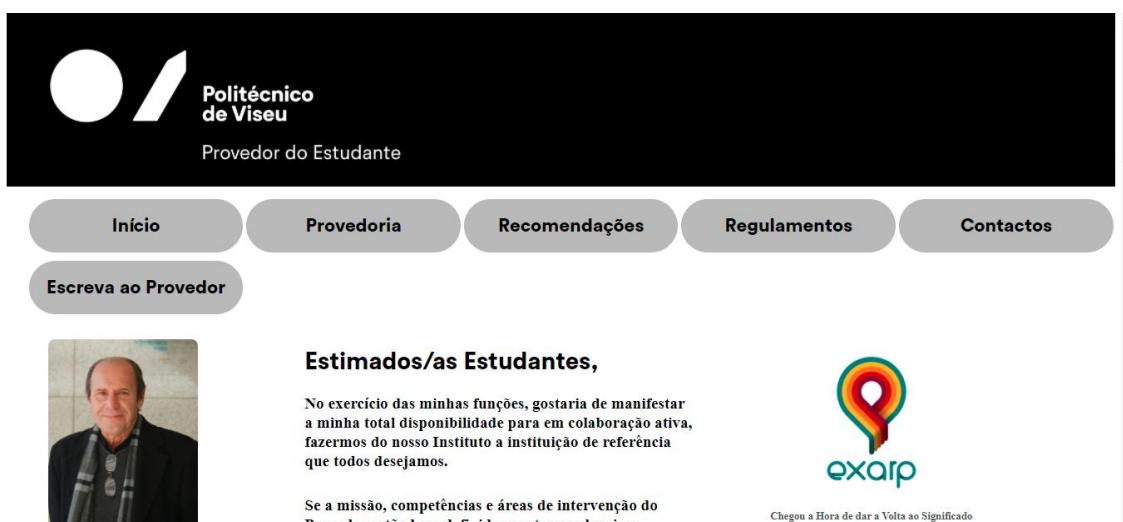 Politécnico
de Viseu
Provedor do Estudante
Início
Provedoria
Recomendações
Regulamentos
Contactos
Escreva ao Provedor
Estimados/as Estudantes,
No exercício das minhas funções, gostaria de manifestar
a minha total disponibilidade para em colaboração ativa,
fazermos do nosso Instituto a instituição de referência
que todos desejamos.
Se a missão, competências e áreas de intervenção do
exarp
Chegou a Hora de dar a Volta ao Significado